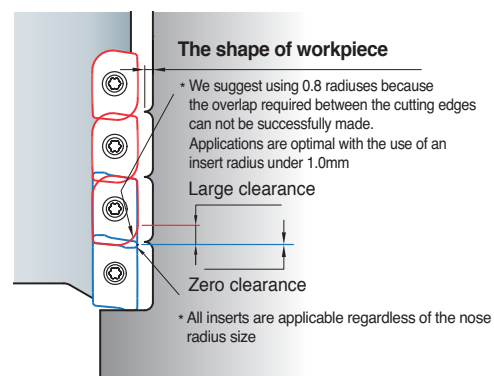 The shape of workpiece
* We suggest using 0.8 radiuses because
the overlap required between the cutting edges
can not be successfully made.
Applications are optimal with the use of an
insert radius under 1.0mm
Large clearance
Zero clearance
* All inserts are applicable regardless of the nose
radius size